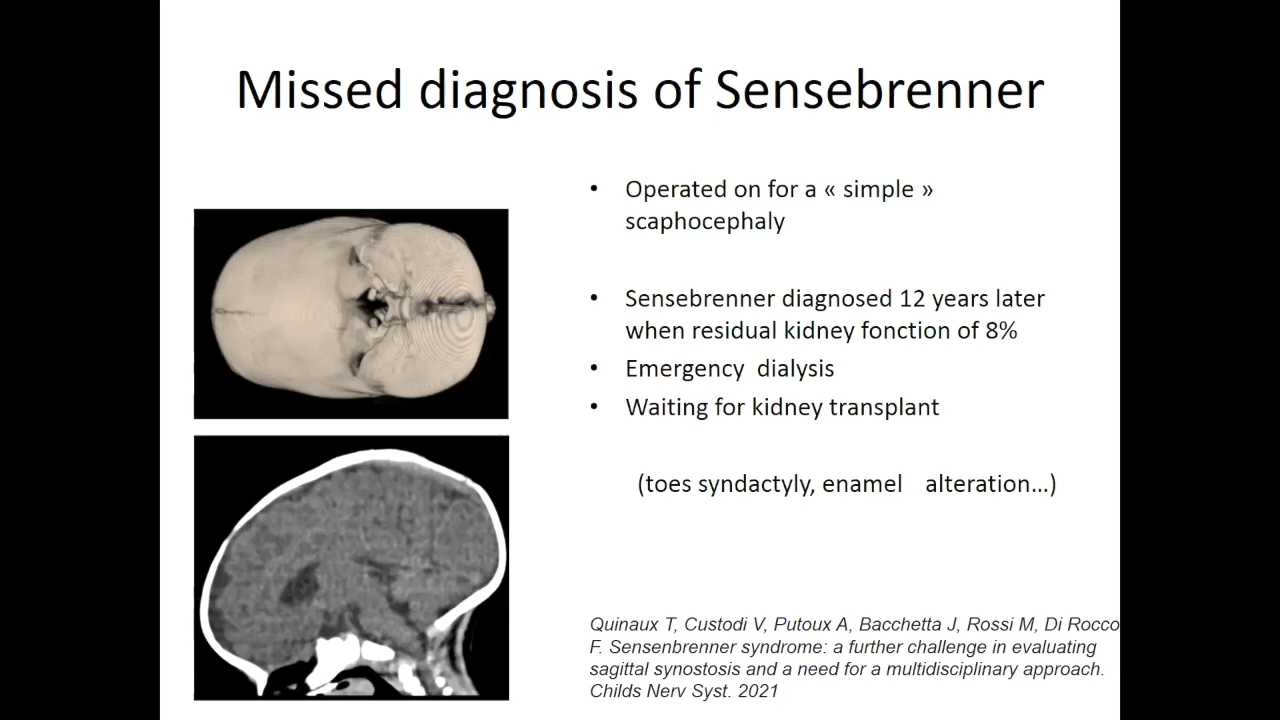 Missed diagnosis of Sensebrenner
• Operated on for a « simple »
scaphocephaly
• Sensebrenner diagnosed 12 years later
when residual kidney fonction of 8%
• Emergency dialysis
• Waiting for kidney transplant
(toes syndactyly, enamel alteration...)
Quinaux T, Custodi V, Putoux A, Bacchetta J, Rossi M, Di Rocco
F. Sensenbrenner syndrome: a further challenge in evaluating
sagittal synostosis and a need for a multidisciplinary approach.
Childs Nerv Syst. 2021